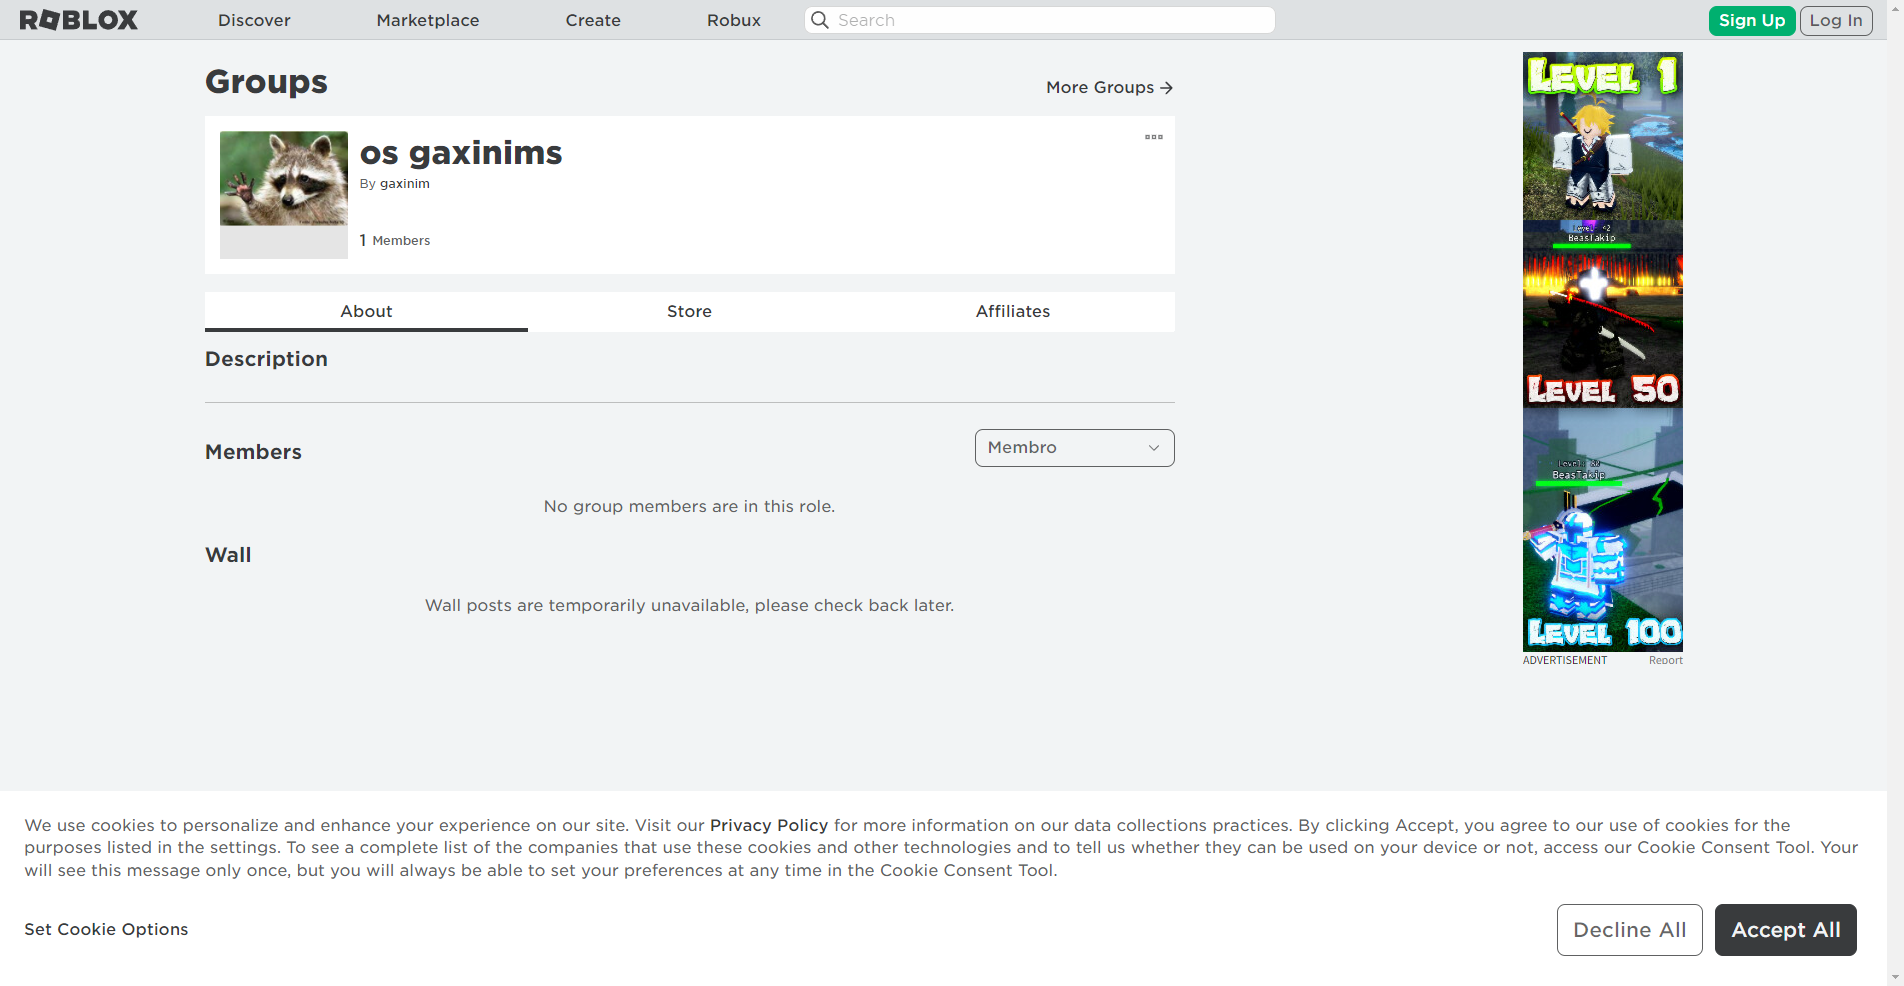 ROBLOX
Discover
Marketplace
Create
Robux
Search
Sign Up
Log In
Groups
More Groups
os gaxinims
By gaxinim
1 Members
About
Store
Affiliates
Description
Members
Membro
No group members are in this role.
Wall
Wall posts are temporarily unavailable, please check back later.
LEVEL 1
BeasTakip
LEVEL 50
BeasTakip
LEVEL 100
ADVERTISEMENT
Report
We use cookies to personalize and enhance your experience on our site. Visit our Privacy Policy for more information on our data collections practices. By clicking Accept, you agree to our use of cookies for the
purposes listed in the settings. To see a complete list of the companies that use these cookies and other technologies and to tell us whether they can be used on your device or not, access our Cookie Consent Tool. Your
will see this message only once, but you will always be able to set your preferences at any time in the Cookie Consent Tool.
Set Cookie Options
Decline All
Accept All